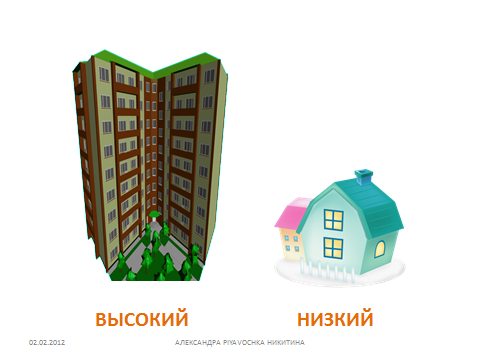 ВЫСОКИЙ НИЗКИЙ
02.02.2012 АЛЕКСАНДРА PIYAVOCHKA НИКИТИНА